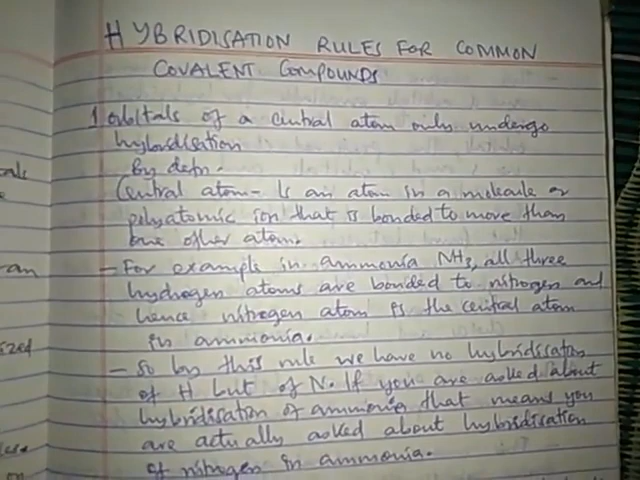 HYBRIDISATION RULES FOR COMMON
COVALENT COMPOUNDS
1 orbitals of a central atom only undergo
hybridisation
By defn.
Central atom - Is an atom in a molecule or
polyatomic ion that is bonded to more than
one other atom.
- For example in ammonia NH3, all three
hydrogen atoms are bonded to nitrogen and
hence nitrogen atom is the central atom
in ammonia.
- So by this rule we have no hybridisation
of H but of N. If you are asked about
hybridisation of ammonia that means you
are actually asked about hybridisation
of nitrogen in ammonia.